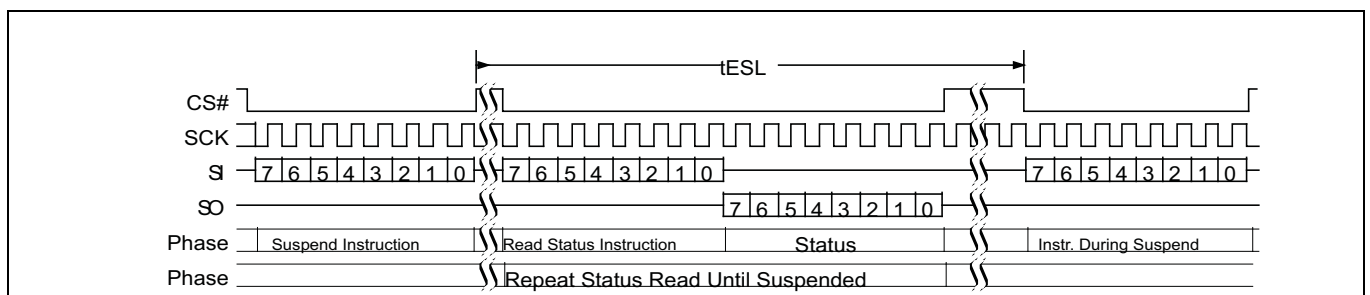 tESL
CS#
SCK
SI 7 6 5 4 3 2 1 0 7 6 5 4 3 2 1 0 7 6 5 4 3 2 1 0
SO 7 6 5 4 3 2 1 0
Phase Suspend Instruction Read Status Instruction Status Instr. During Suspend
Phase Repeat Status Read Until Suspended